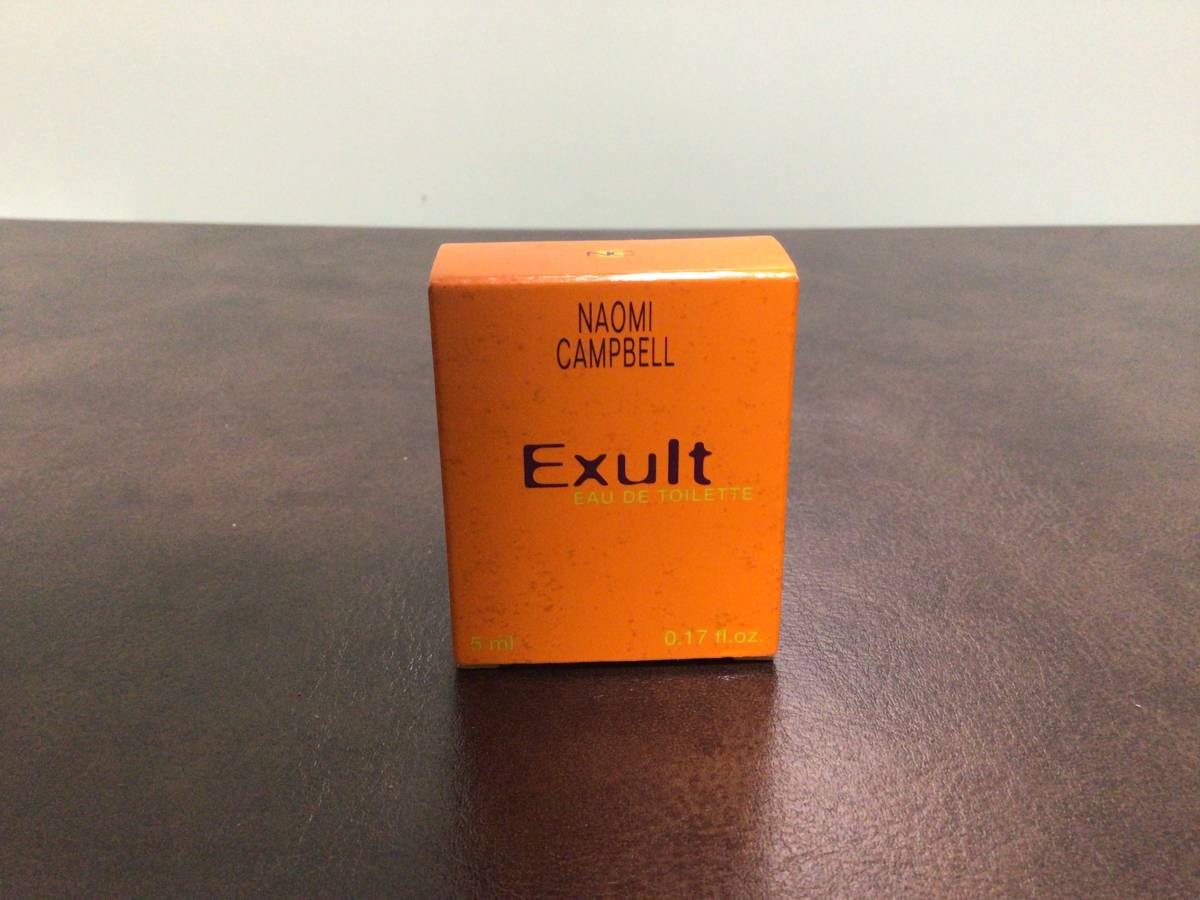 NAOMI
CAMPBELL
Exult
EAU DE TOILETTE
5 ml 0.17 fl.oz.